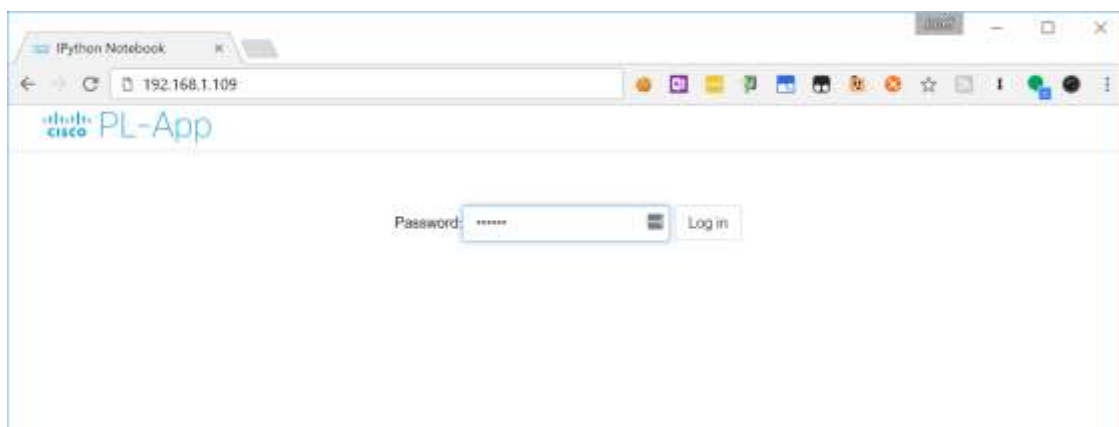 IPython Notebook
192.168.1.109
cisco PL-App
Password: •••••• Log in